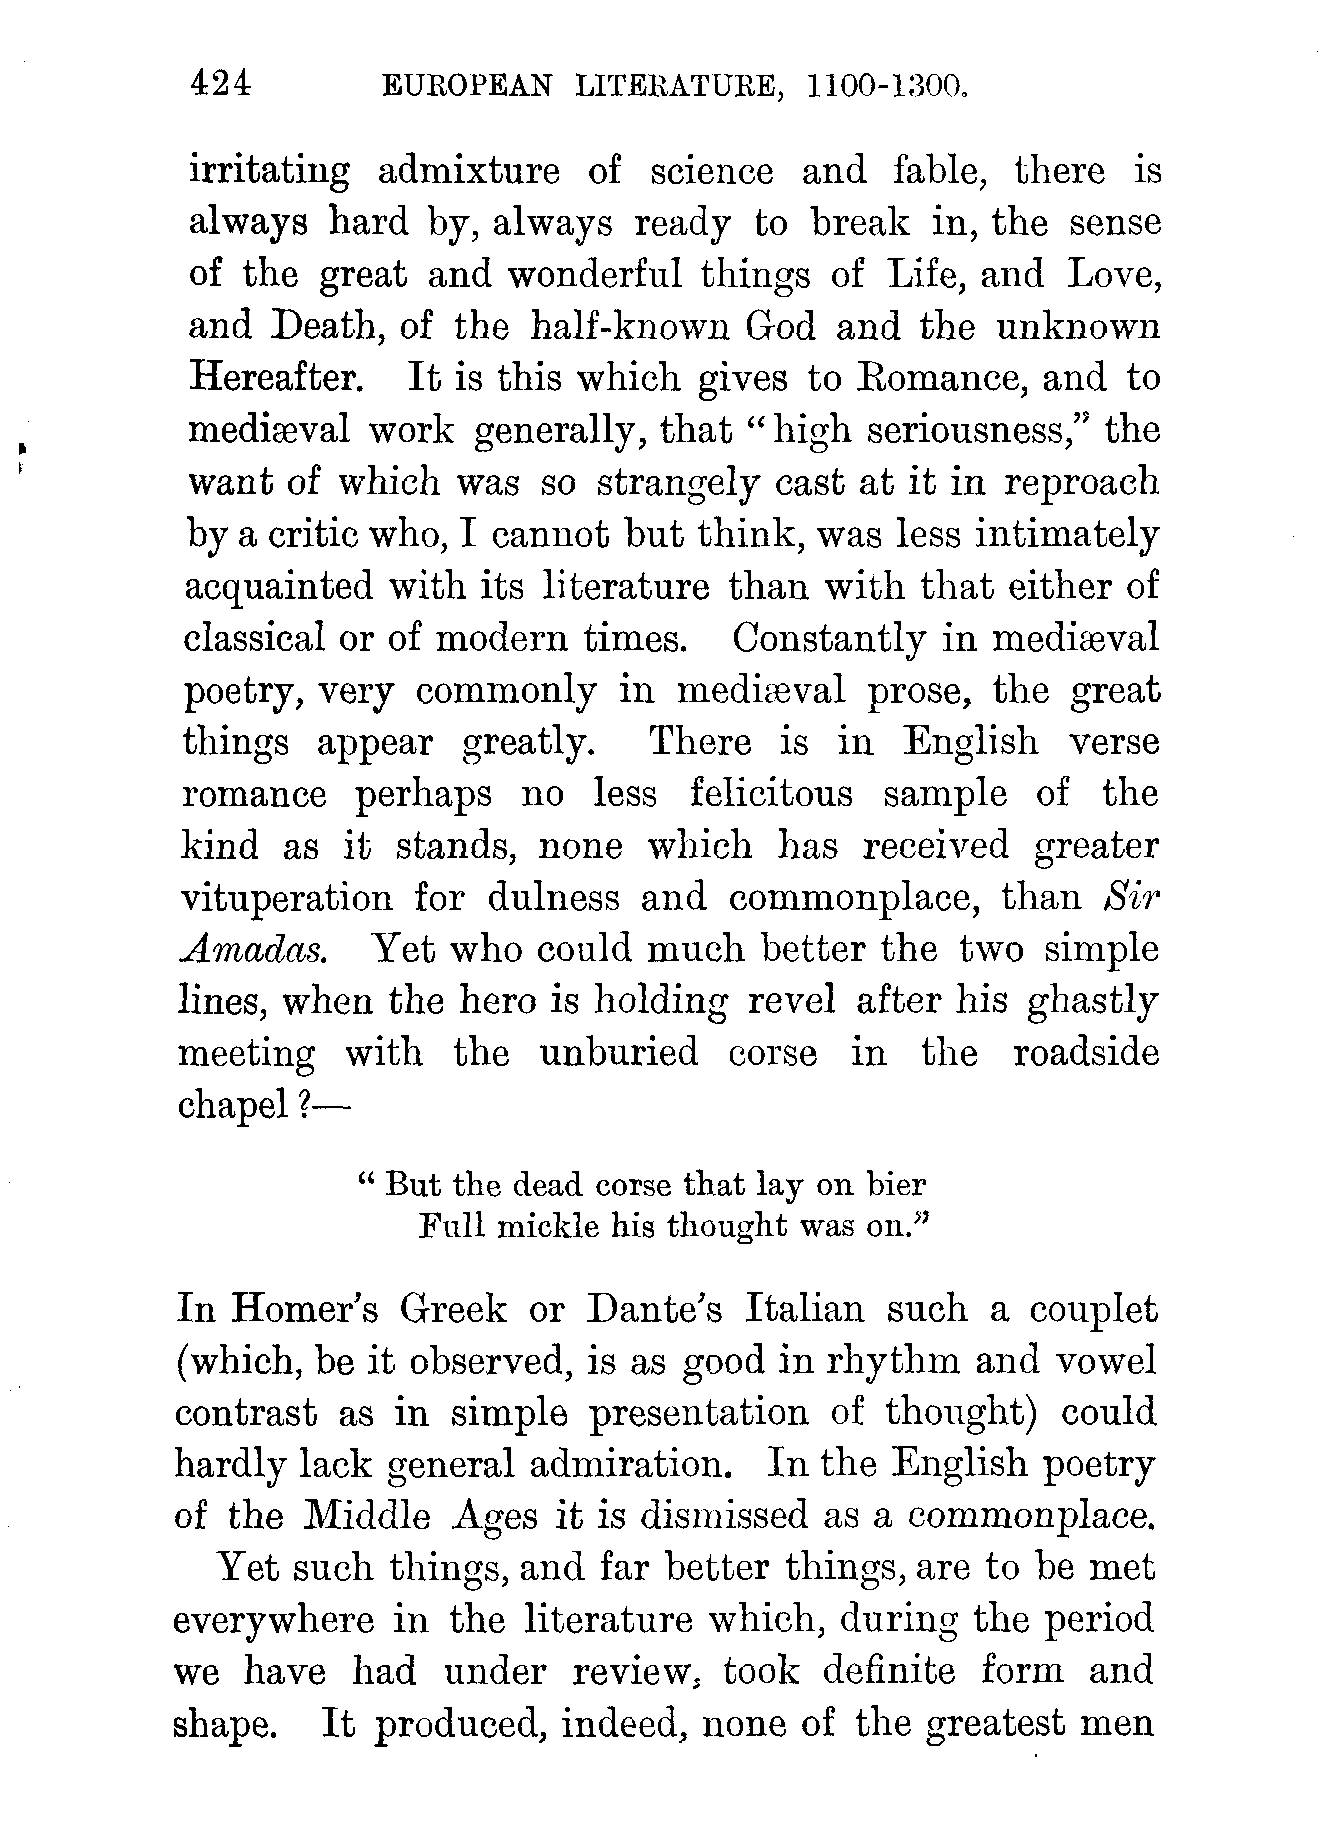 424 EUROPEAN LITERATURE, 1100-1300.
irritating admixture of science and fable, there is
always hard by, always ready to break in, the sense
of the great and wonderful things of Life, and Love,
and Death, of the half-known God and the unknown
Hereafter. It is this which gives to Romance, and to
mediæval work generally, that “high seriousness,” the
want of which was so strangely cast at it in reproach
by a critic who, I cannot but think, was less intimately
acquainted with its literature than with that either of
classical or of modern times. Constantly in mediæval
poetry, very commonly in mediæval prose, the great
things appear greatly. There is in English verse
romance perhaps no less felicitous sample of the
kind as it stands, none which has received greater
vituperation for dulness and commonplace, than Sir
Amadas. Yet who could much better the two simple
lines, when the hero is holding revel after his ghastly
meeting with the unburied corse in the roadside
chapel?—
“But the dead corse that lay on bier
Full mickle his thought was on.”
In Homer's Greek or Dante's Italian such a couplet
(which, be it observed, is as good in rhythm and vowel
contrast as in simple presentation of thought) could
hardly lack general admiration. In the English poetry
of the Middle Ages it is dismissed as a commonplace.
Yet such things, and far better things, are to be met
everywhere in the literature which, during the period
we have had under review, took definite form and
shape. It produced, indeed, none of the greatest men